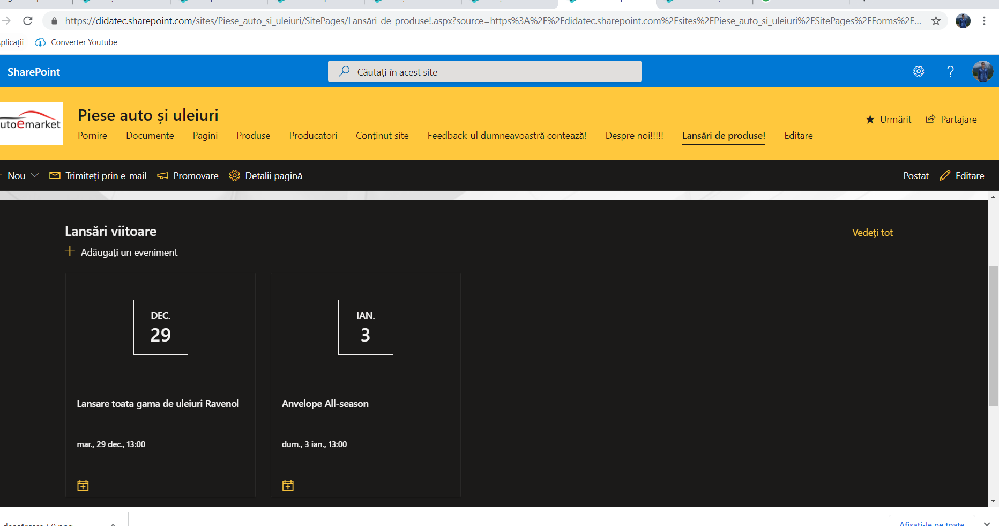 https://didatec.sharepoint.com/sites/Piese_auto_si_uleiuri/SitePages/Lansări-de-produse!.aspx?source=https%3A%2F%2Fdidatec.sharepoint.com%2Fsites%2FPiese_auto_si_uleiuri%2FSitePages%2FForms%2F...
plicații Converter Youtube
SharePoint
Căutați în acest site
utoemarket
Piese auto și uleiuri
Urmărit Partajare
Pornire Documente Pagini Produse Producatori Conținut site Feedback-ul dumneavoastră contează! Despre noi!!!!! Lansări de produse! Editare
Nou Trimiteți prin e-mail Promovare Detalii pagină Postat Editare
Lansări viitoare
Vedeți tot
Adăugați un eveniment
DEC.
29
Lansare toata gama de uleiuri Ravenol
mar., 29 dec., 13:00
IAN.
3
Anvelope All-season
dum., 3 ian., 13:00
descărcare (7).png
Afișați-le pe toate